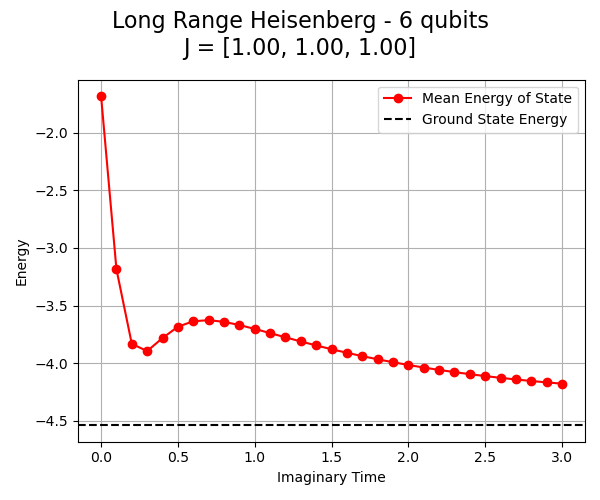 Long Range Heisenberg - 6 qubits
J = [1.00, 1.00, 1.00]
Mean Energy of State
Ground State Energy
−2.0
−2.5
−3.0
−3.5
−4.0
−4.5
Energy
0.0 0.5 1.0 1.5 2.0 2.5 3.0
Imaginary Time